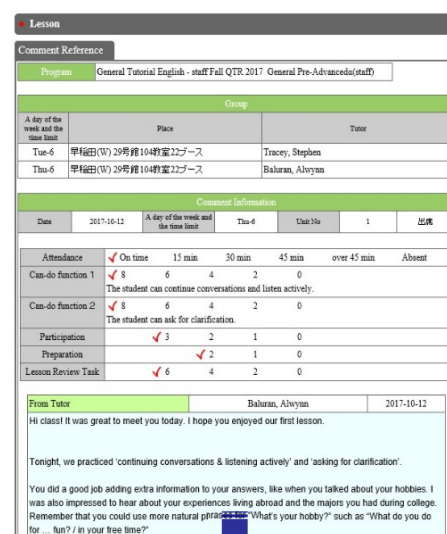 Lesson
Comment Reference
Program General Tutorial English - staff Fall QTR 2017 General Pre-Advanceda(staff)
Group
A day of the week and the time limit Place Tutor
Tue-6 早稲田(W) 29号館104教室22ブース Tracey, Stephen
Thu-6 早稲田(W) 29号館104教室22ブース Baluran, Alwynn
Comment Information
Date 2017-10-12 A day of the week and the time limit Thu-6 Unit No 1 出席
Attendance On time 15 min 30 min 45 min over 45 min Absent
Can-do function 1 8 6 4 2 0
The student can continue conversations and listen actively.
Can-do function 2 8 6 4 2 0
The student can ask for clarification.
Participation 3 2 1 0
Preparation 2 1 0
Lesson Review Task 6 4 2 0
From Tutor Baluran, Alwynn 2017-10-12
Hi class! It was great to meet you today. I hope you enjoyed our first lesson.
Tonight, we practiced 'continuing conversations & listening actively' and 'asking for clarification'.
You did a good job adding extra information to your answers, like when you talked about your hobbies. I
was also impressed to hear about your experiences living abroad and the majors you had during college.
Remember that you could use more natural "What's your hobby?" such as "What do you do
for ... fun? / in your free time?"